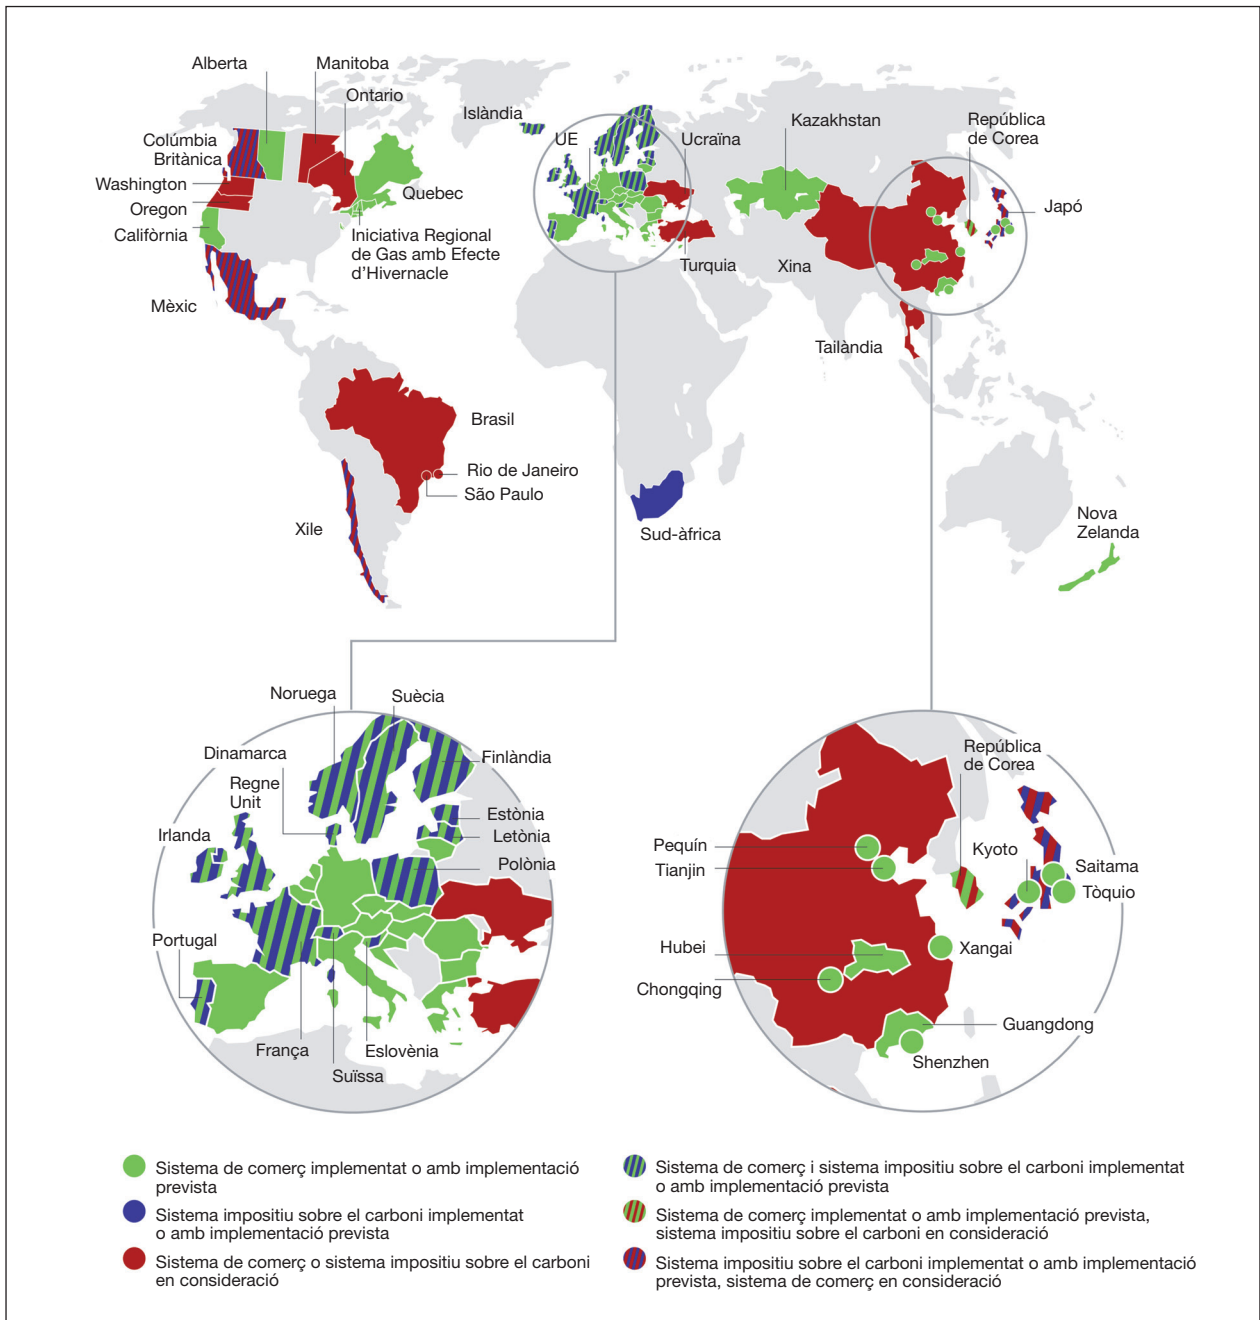 Alberta
Manitoba
Ontario
Colúmbia
Britànica
Washington
Oregon
Califòrnia
Quebec
Iniciativa Regional
de Gas amb Efecte
d'Hivernacle
Mèxic
Islàndia
UE
Ucraïna
Kazakhstan
República
de Corea
Japó
Turquia
Xina
Tailàndia
Brasil
Rio de Janeiro
São Paulo
Xile
Sud-àfrica
Nova
Zelanda
Noruega
Suècia
Dinamarca
Finlàndia
Regne
Unit
Irlanda
Estònia
Letònia
Polònia
Portugal
França
Suïssa
Eslovènia
República
de Corea
Pequín
Tianjin
Kyoto
Saitama
Tòquio
Hubei
Xangai
Chongqing
Guangdong
Shenzhen
Sistema de comerç implementat o amb implementació
prevista
Sistema impositiu sobre el carboni implementat
o amb implementació prevista
Sistema de comerç o sistema impositiu sobre el carboni
en consideració
Sistema de comerç i sistema impositiu sobre el carboni implementat
o amb implementació prevista
Sistema de comerç implementat o amb implementació prevista,
sistema impositiu sobre el carboni en consideració
Sistema impositiu sobre el carboni implementat o amb implementació
prevista, sistema de comerç en consideració